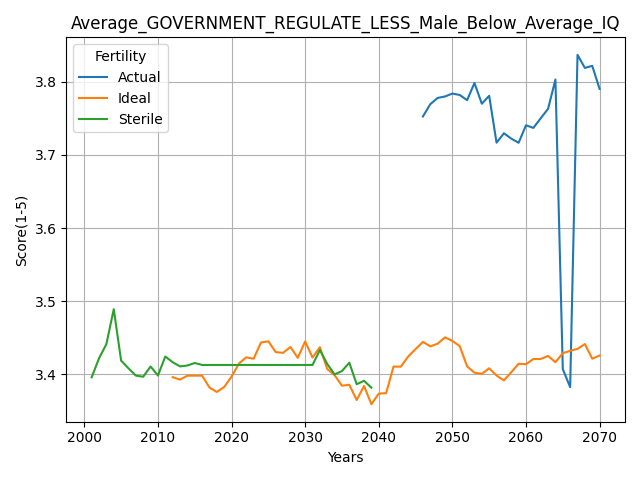 Average_GOVERNMENT_REGULATE_LESS_Male_Below_Average_IQ
Fertility
Actual
Ideal
Sterile
Score(1-5)
3.8
3.7
3.6
3.5
3.4
2000 2010 2020 2030 2040 2050 2060 2070
Years